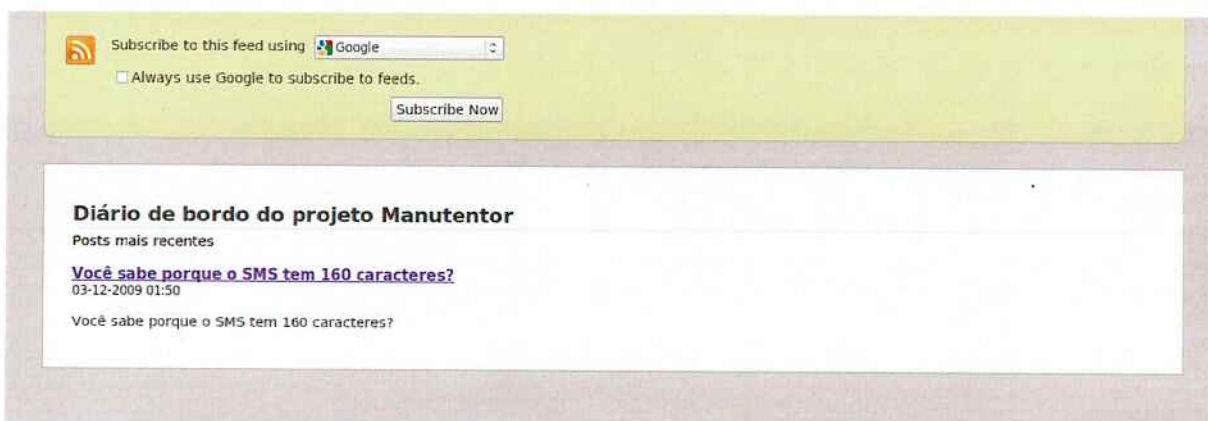 Subscribe to this feed using Google
Always use Google to subscribe to feeds.
Subscribe Now
Diário de bordo do projeto Manutentor
Posts mais recentes
Você sabe porque o SMS tem 160 caracteres?
03-12-2009 01:50
Você sabe porque o SMS tem 160 caracteres?